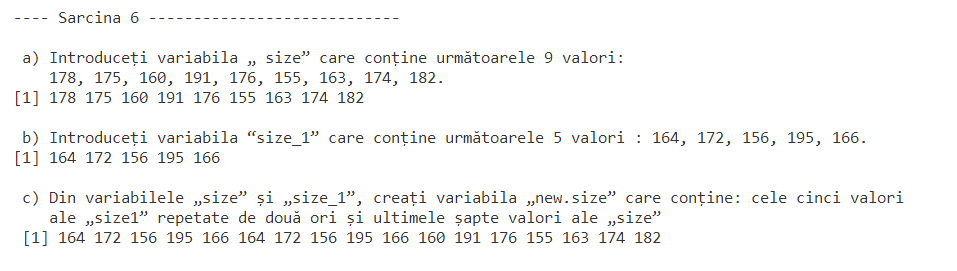 ---- Sarcina 6 ----------------------------
a) Introduceți variabila „ size” care conține următoarele 9 valori:
178, 175, 160, 191, 176, 155, 163, 174, 182.
[1] 178 175 160 191 176 155 163 174 182
b) Introduceți variabila “size_1” care conține următoarele 5 valori : 164, 172, 156, 195, 166.
[1] 164 172 156 195 166
c) Din variabilele „size” și „size_1”, creați variabila „new.size” care conține: cele cinci valori
ale „size1” repetate de două ori și ultimele șapte valori ale „size”
[1] 164 172 156 195 166 164 172 156 195 166 160 191 176 155 163 174 182